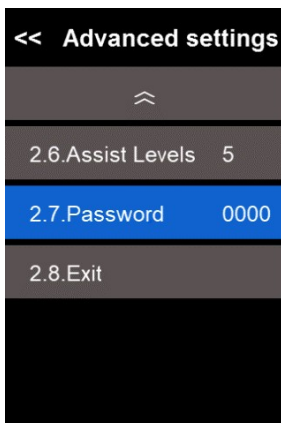 << Advanced settings
2.6.Assist Levels 5
2.7.Password 0000
2.8.Exit